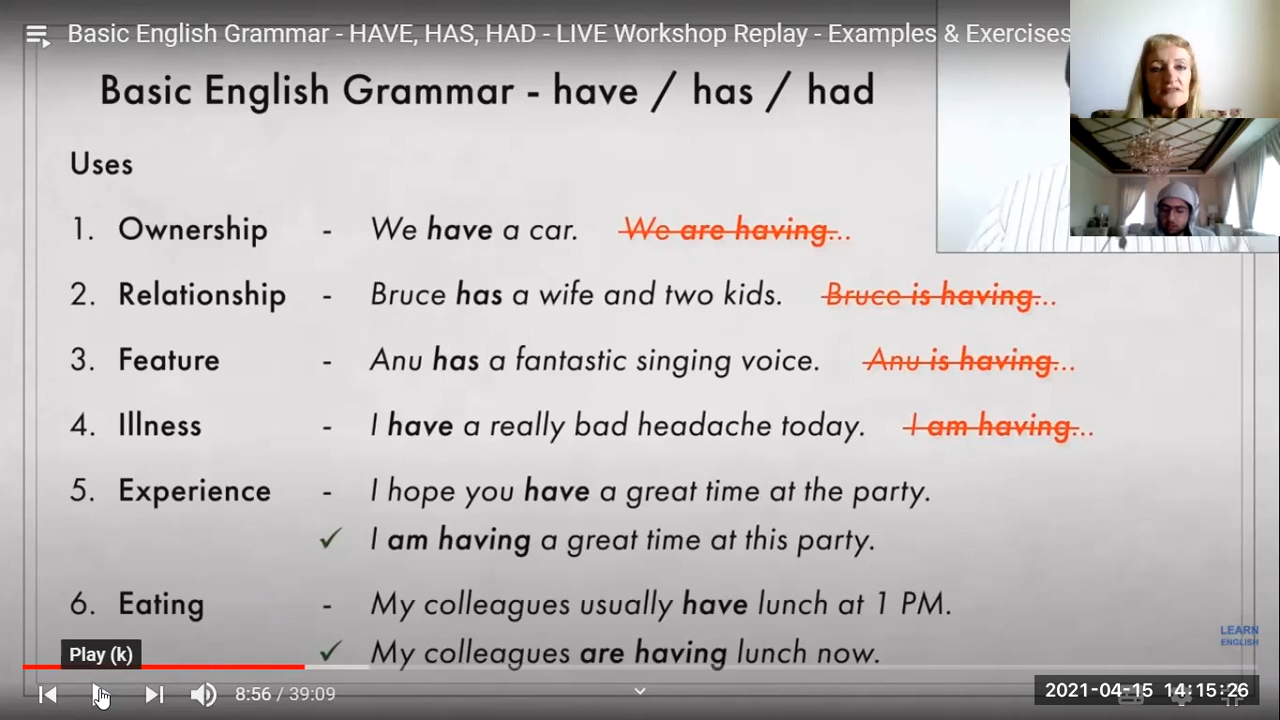 Basic English Grammar - HAVE, HAS, HAD - LIVE Workshop Replay - Examples & Exercises
Basic English Grammar - have / has / had
Uses
1. Ownership - We have a car. We are having...
2. Relationship - Bruce has a wife and two kids. Bruce is having...
3. Feature - Anu has a fantastic singing voice. Anu is having...
4. Illness - I have a really bad headache today. I am having...
5. Experience - I hope you have a great time at the party.
✓ I am having a great time at this party.
6. Eating - My colleagues usually have lunch at 1 PM.
✓ My colleagues are having lunch now.
LEARN
ENGLISH
Play (k)
8:56 / 39:09
2021-04-15 14:15:26